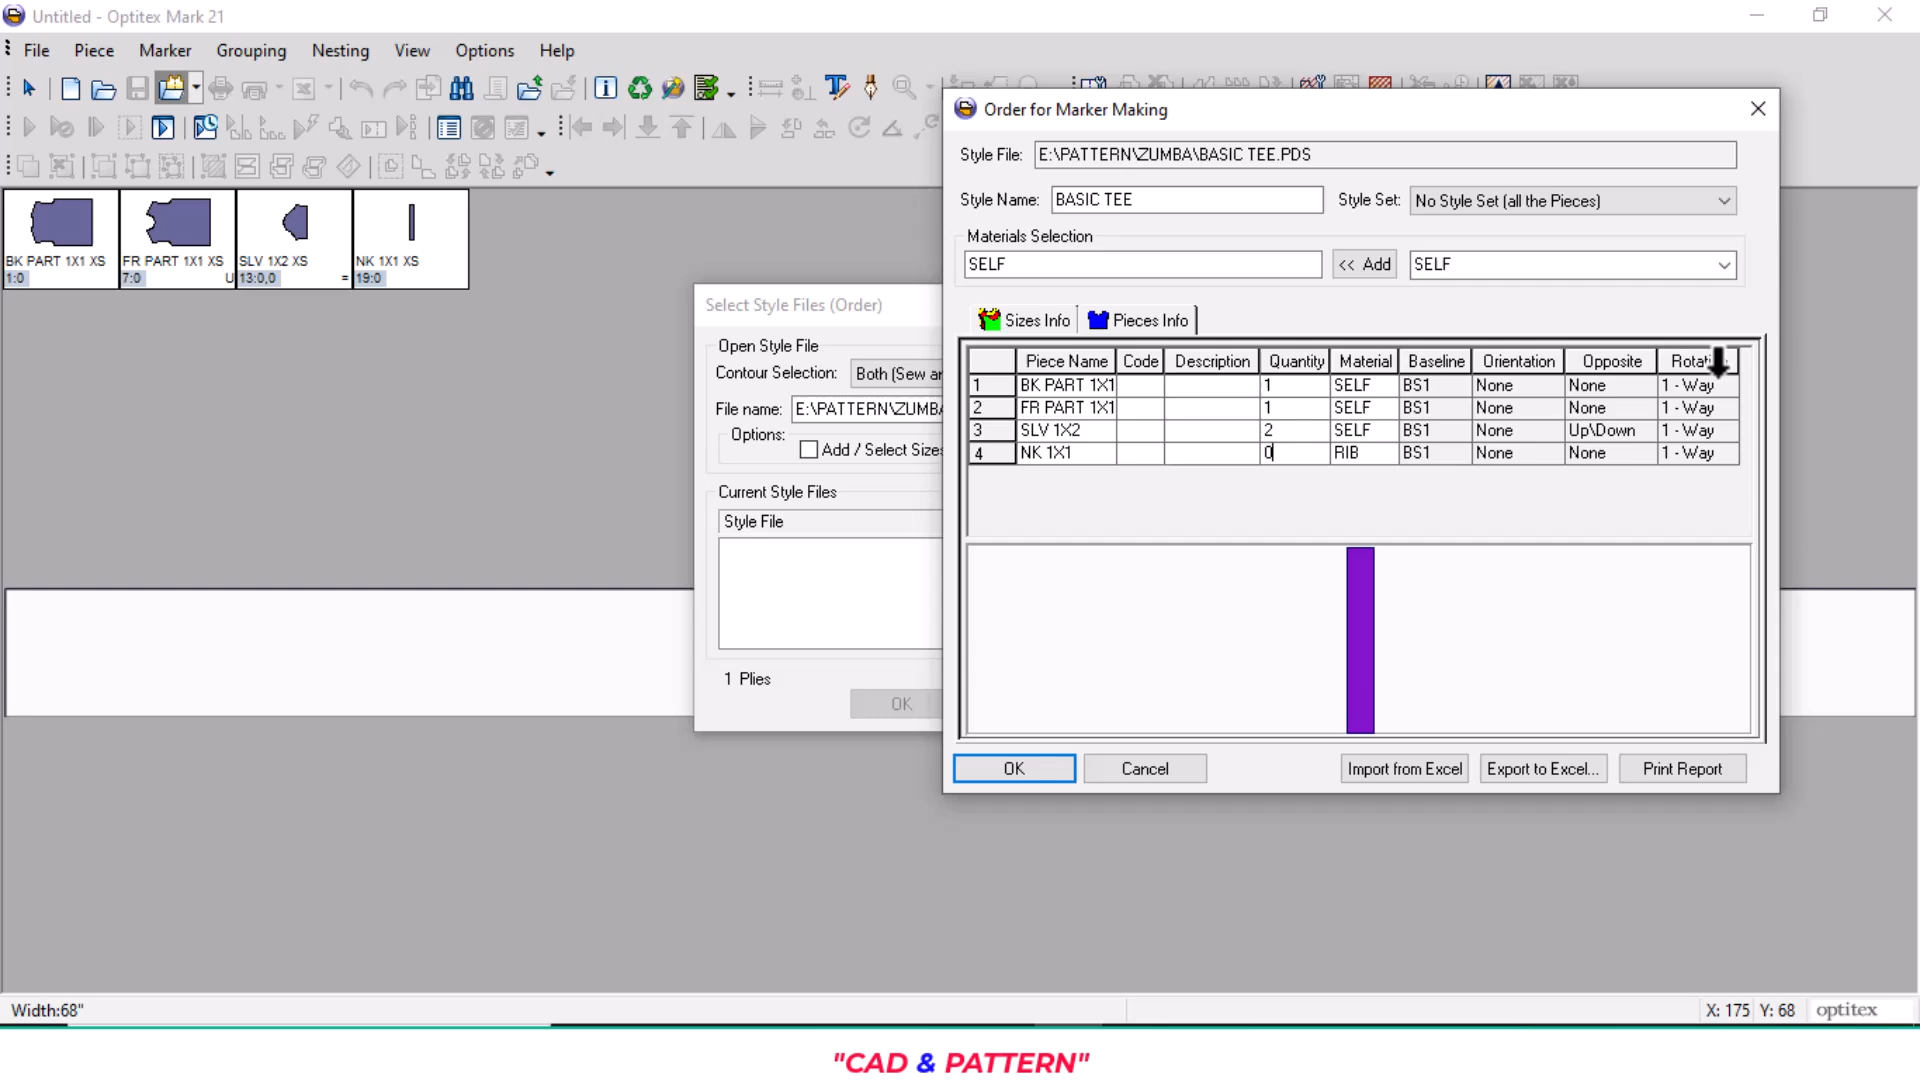 Untitled - Optitex Mark 21
File Piece Marker Grouping Nesting View Options Help
BK PART 1X1 XS
1:0
FR PART 1X1 XS
7:0 U
SLV 1X2 XS
13:0,0 =
NK 1X1 XS
19:0
Select Style Files (Order)
Open Style File
Contour Selection: Both (Sew an
File name: E:\PATTERN\ZUMBA
Options:
Add / Select Sizes
Current Style Files
Style File
1 Plies
OK
Order for Marker Making
Style File: E:\PATTERN\ZUMBA\BASIC TEE.PDS
Style Name: BASIC TEE Style Set: No Style Set (all the Pieces)
Materials Selection
SELF << Add SELF
Sizes Info Pieces Info
Piece Name Code Description Quantity Material Baseline Orientation Opposite Rotati
1 BK PART 1X1 1 SELF BS1 None None 1 - Way
2 FR PART 1X1 1 SELF BS1 None None 1 - Way
3 SLV 1X2 2 SELF BS1 None Up\Down 1 - Way
4 NK 1X1 0 RIB BS1 None None 1 - Way
OK Cancel Import from Excel Export to Excel... Print Report
Width:68" X: 175 Y: 68 optitex
"CAD & PATTERN"